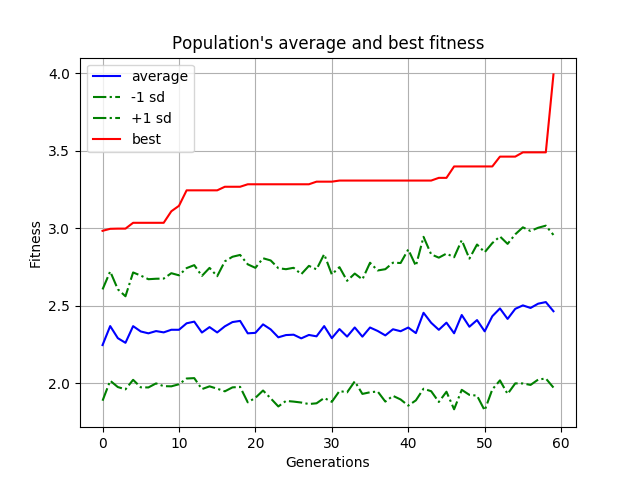 Population's average and best fitness
average
-1 sd
+1 sd
best
Fitness
4.0
3.5
3.0
2.5
2.0
0 10 20 30 40 50 60
Generations